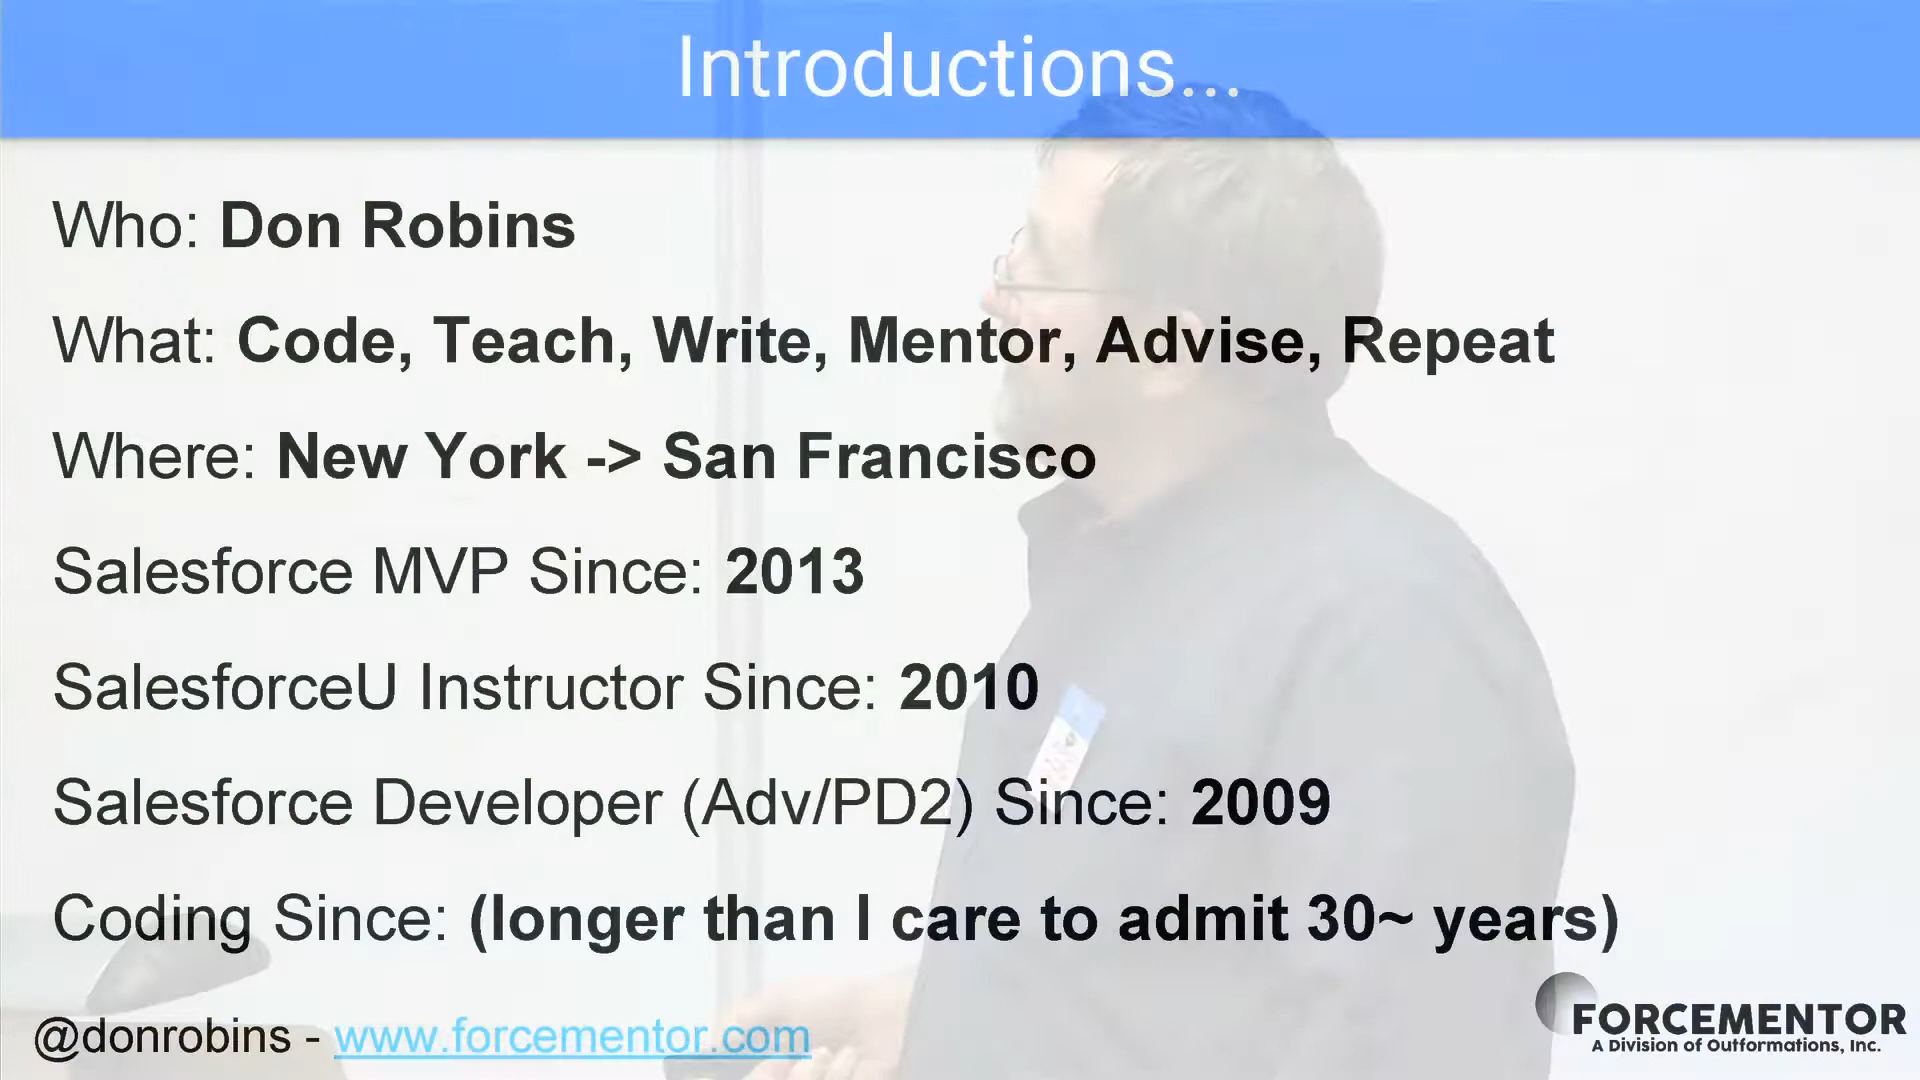 Introductions...
Who: Don Robins
What: Code, Teach, Write, Mentor, Advise, Repeat
Where: New York -> San Francisco
Salesforce MVP Since: 2013
SalesforceU Instructor Since: 2010
Salesforce Developer (Adv/PD2) Since: 2009
Coding Since: (longer than I care to admit 30~ years)
@donrobins - www.forcementor.com
FORCEMENTOR
A Division of Outformations, Inc.